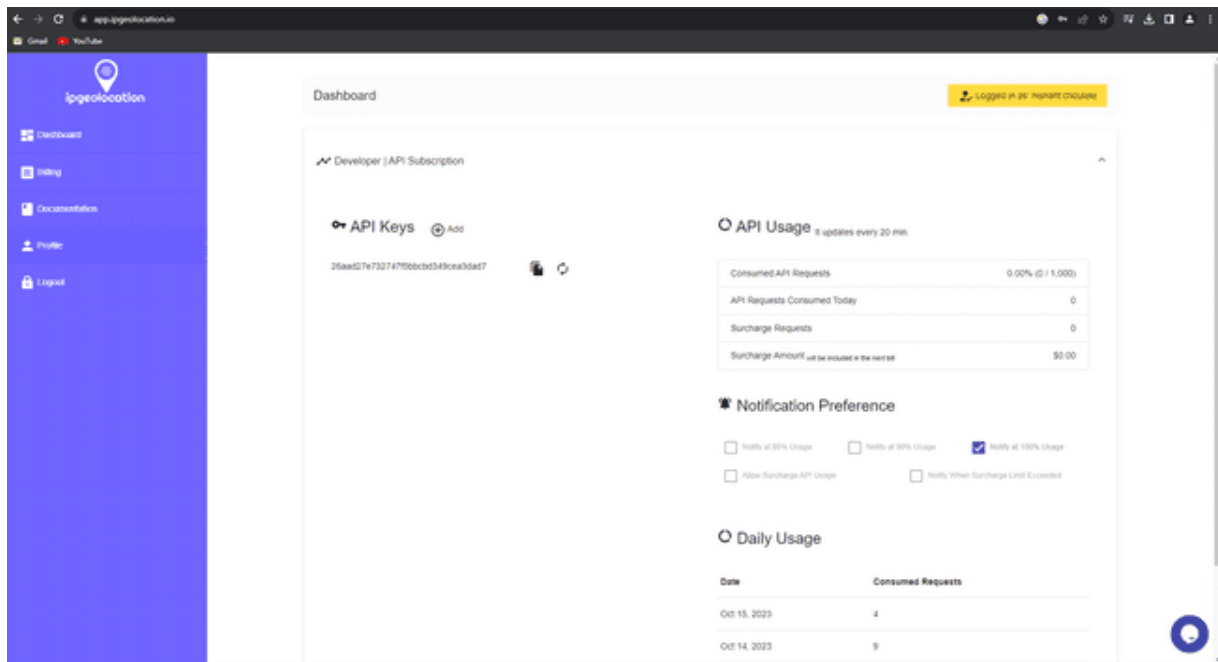 app.ipgeolocation.io
Gmail
YouTube
ipgeolocation
Dashboard
Billing
Documentation
Profile
Logout
Dashboard
Logged in as:
Developer | API Subscription
API Keys
Add
API Usage It updates every 20 min.
Consumed API Requests 0.00% (0 / 1,000)
API Requests Consumed Today 0
Surcharge Requests 0
Surcharge Amount will be included in the next bill $0.00
Notification Preference
Notify at 80% Usage Notify at 90% Usage Notify at 100% Usage
Allow Surcharge API Usage Notify When Surcharge Limit Exceeded
Daily Usage
Date Consumed Requests
Oct 15, 2023 4
Oct 14, 2023 9